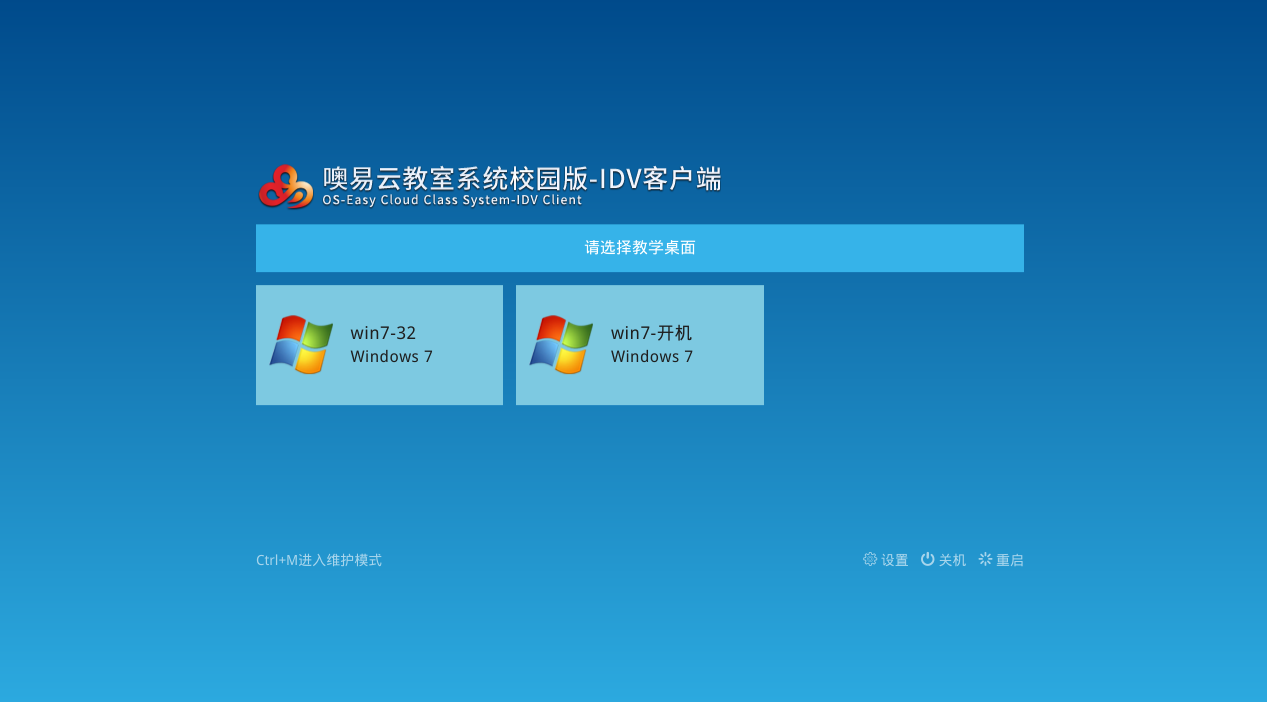 噢易云教室系统校园版-IDV客户端
OS-Easy Cloud Class System-IDV Client
请选择教学桌面
win7-32
Windows 7
win7-开机
Windows 7
Ctrl+M进入维护模式
设置 关机 重启